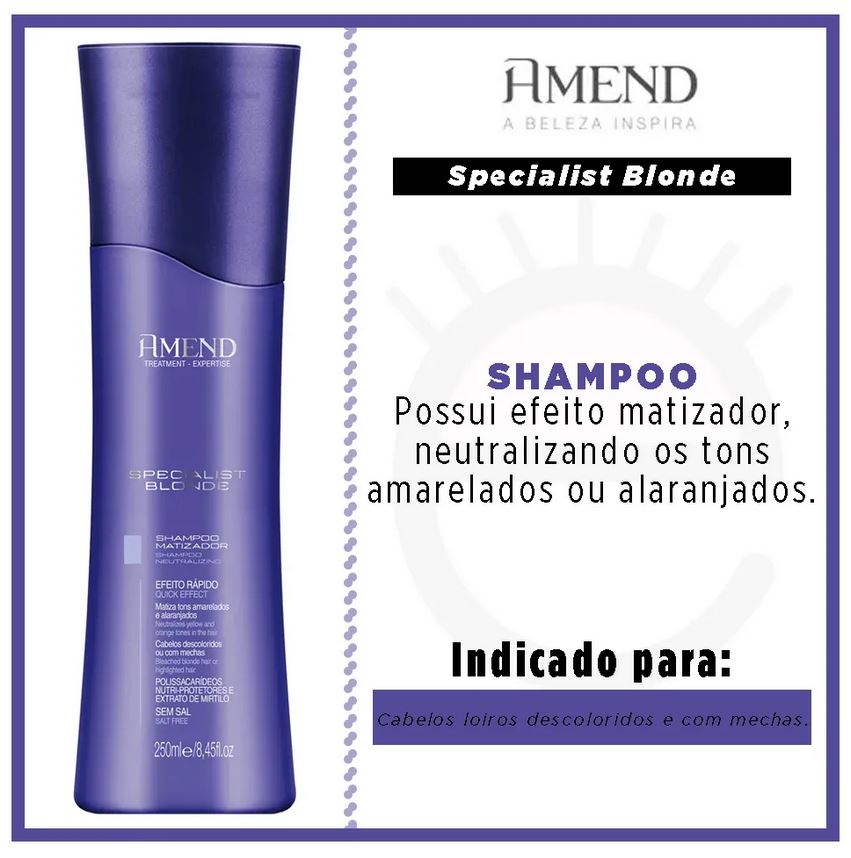 AMEND
TREATMENT - EXPERTISE
SPECIALIST
BLONDE
SHAMPOO
MATIZADOR
SHAMPOO
NEUTRALIZING
EFEITO RÁPIDO
QUICK EFFECT
Matiza tons amarelados
e alaranjados
Neutralizes yellow and
orange tones in the hair
Cabelos descoloridos
ou com mechas
Bleached blonde hair or
highlighted hair
POLISSACARÍDEOS
NUTRI-PROTETORES E
EXTRATO DE MIRTILO
SEM SAL
SALT FREE
250ml e/8,45fl.oz
AMEND
A BELEZA INSPIRA
Specialist Blonde
SHAMPOO
Possui efeito matizador,
neutralizando os tons
amarelados ou alaranjados.
Indicado para:
Cabelos loiros descoloridos e com mechas.